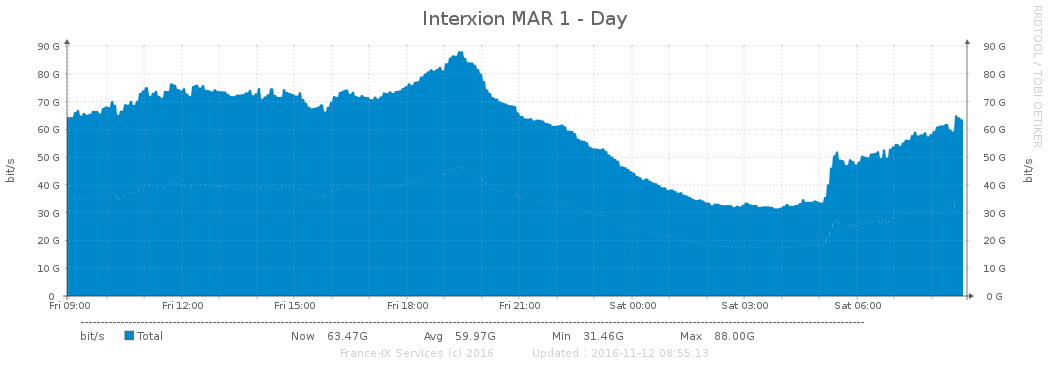 Interxion MAR 1 - Day
RRDTOOL / TOBI OETIKER
90 G 90 G
80 G 80 G
70 G 70 G
60 G 60 G
50 G 50 G
40 G 40 G
30 G 30 G
20 G 20 G
10 G 10 G
0 0 G
bit/s bit/s
Fri 09:00 Fri 12:00 Fri 15:00 Fri 18:00 Fri 21:00 Sat 00:00 Sat 03:00 Sat 06:00
bit/s Total Now 63.47G Avg 59.97G Min 31.46G Max 88.00G
France-IX Services (c) 2016 Updated : 2016-11-12 08:55:13